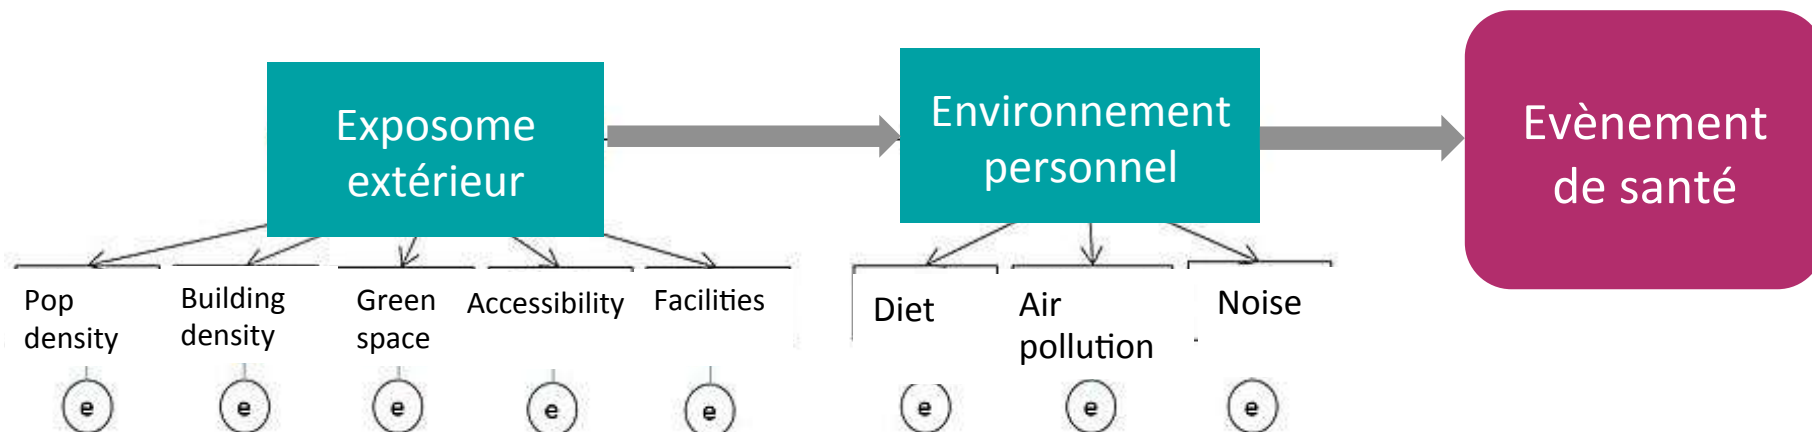 Exposome
extérieur
Environnement
personnel
Evènement
de santé
Pop
density
Building
density
Green
space
Accessibility
Facilities
Diet
Air
pollution
Noise
e
e
e
e
e
e
e
e